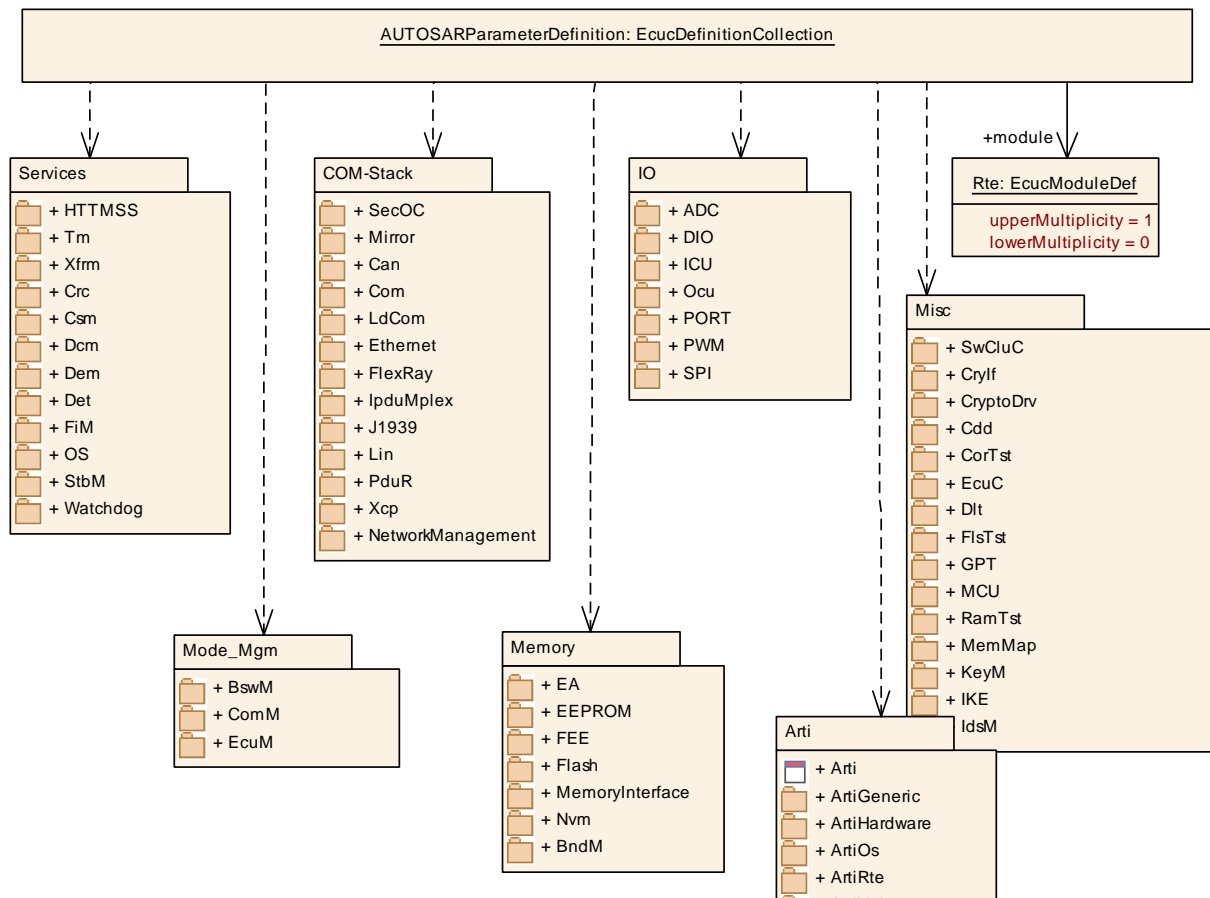 AUTOSARParameterDefinition: EcucDefinitionCollection
+module
Services
+ HTTMSS
+ Tm
+ Xfrm
+ Crc
+ Csm
+ Dcm
+ Dem
+ Det
+ FiM
+ OS
+ StbM
+ Watchdog
COM-Stack
+ SecOC
+ Mirror
+ Can
+ Com
+ LdCom
+ Ethernet
+ FlexRay
+ IpduMplex
+ J1939
+ Lin
+ PduR
+ Xcp
+ NetworkManagement
IO
+ ADC
+ DIO
+ ICU
+ Ocu
+ PORT
+ PWM
+ SPI
Rte: EcucModuleDef
upperMultiplicity = 1
lowerMultiplicity = 0
Misc
+ SwCluC
+ CryIf
+ CryptoDrv
+ Cdd
+ CorTst
+ EcuC
+ Dlt
+ FlsTst
+ GPT
+ MCU
+ RamTst
+ MemMap
+ KeyM
+ IKE
IdsM
Mode_Mgm
+ BswM
+ ComM
+ EcuM
Memory
+ EA
+ EEPROM
+ FEE
+ Flash
+ MemoryInterface
+ Nvm
+ BndM
Arti
+ Arti
+ ArtiGeneric
+ ArtiHardware
+ ArtiOs
+ ArtiRte